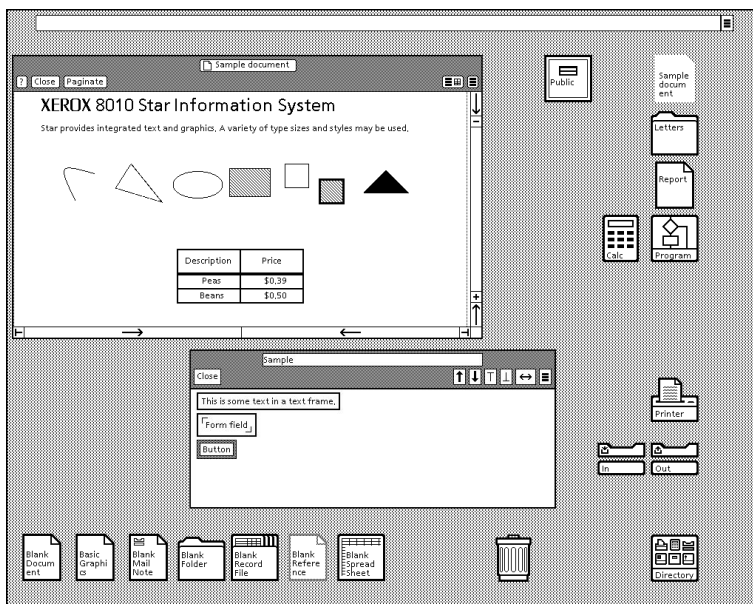 Sample document
? Close Paginate
XEROX 8010 Star Information System
Star provides integrated text and graphics. A variety of type sizes and styles may be used.
Description Price
Peas $0.39
Beans $0.50
Public
Sample
docum
ent
Letters
Report
Calc
Program
Sample
Close
This is some text in a text frame.
Form field
Button
Printer
In
Out
Blank
Docum
ent
Basic
Graphi
cs
Blank
Mail
Note
Blank
Folder
Blank
Record
File
Blank
Refere
nce
Blank
Spread
Sheet
Directory